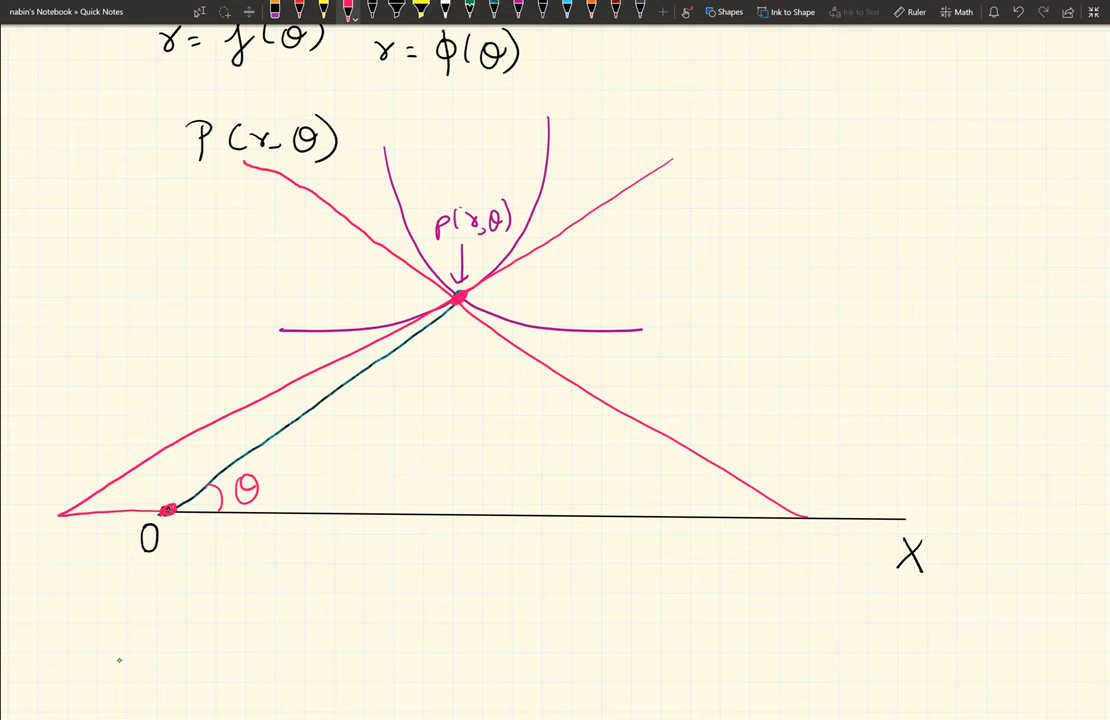 nabin's Notebook » Quick Notes
Shapes Ink to Shape Ink to Text Ruler Math
r = f(θ) r = φ(θ)
P(r, θ)
p(r, θ)
θ
O
X